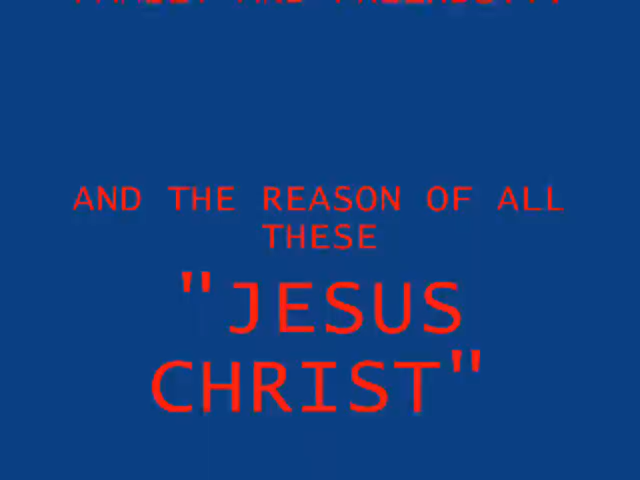 AND THE REASON OF ALL
THESE
"JESUS
CHRIST"